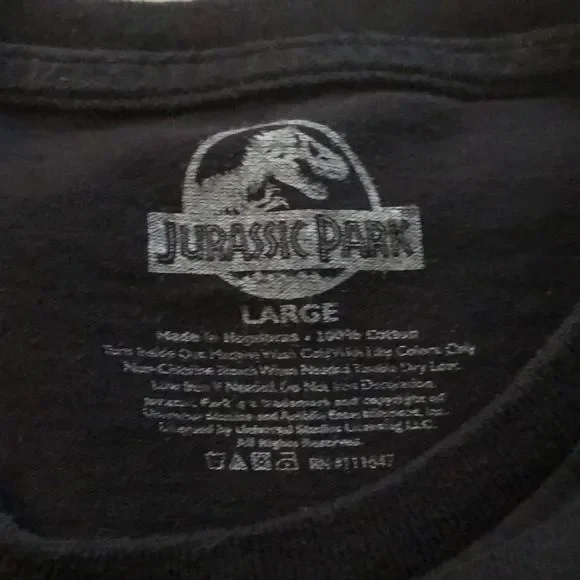 JURASSIC PARK
LARGE
Made In Nicaragua • 100% Cotton
Turn Inside Out Machine Wash Cold With Like Colors Only
Non-Chlorine Bleach When Needed Tumble Dry Low.
Low Iron If Needed. Do Not Iron Decoration.
Jurassic Park is a trademark and copyright of
Universal Studios and Amblin Entertainment, Inc.
Licensed by Universal Studios Licensing LLC.
All Rights Reserved.
RN #111647